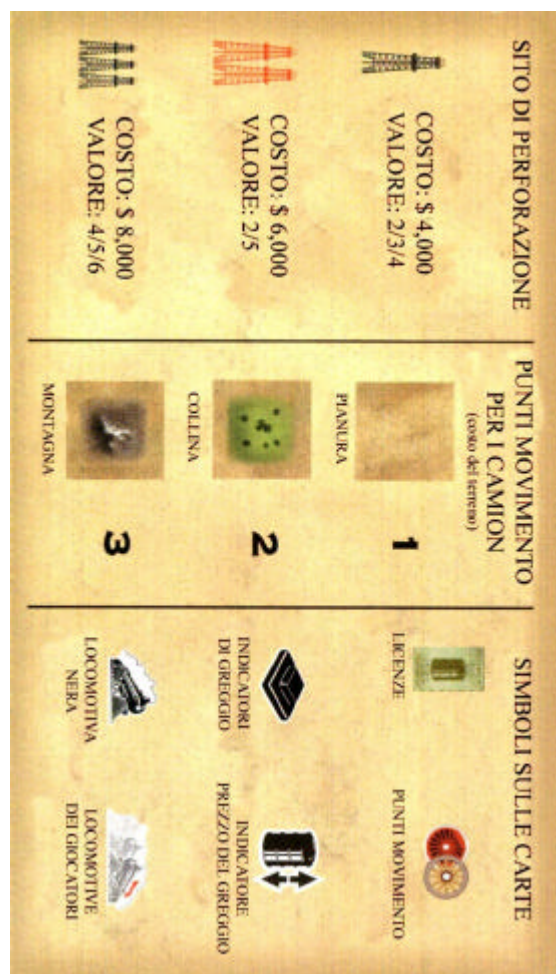 SITO DI PERFORAZIONE
COSTO: $ 4,000
VALORE: 2/3/4
COSTO: $ 6,000
VALORE: 2/5
COSTO: $ 8,000
VALORE: 4/5/6
PUNTI MOVIMENTO
PER I CAMION
(costo del terreno)
PIANURA
1
COLLINA
2
MONTAGNA
3
SIMBOLI SULLE CARTE
LICENZE
PUNTI MOVIMENTO
INDICATORI
DI GREGGIO
INDICATORE
PREZZO DEL GREGGIO
LOCOMOTIVA
NERA
LOCOMOTIVE
DEI GIOCATORI